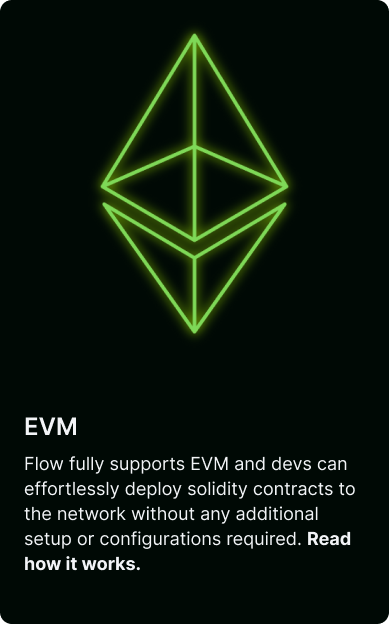 EVM
Flow fully supports EVM and devs can
effortlessly deploy solidity contracts to
the network without any additional
setup or configurations required. Read
how it works.